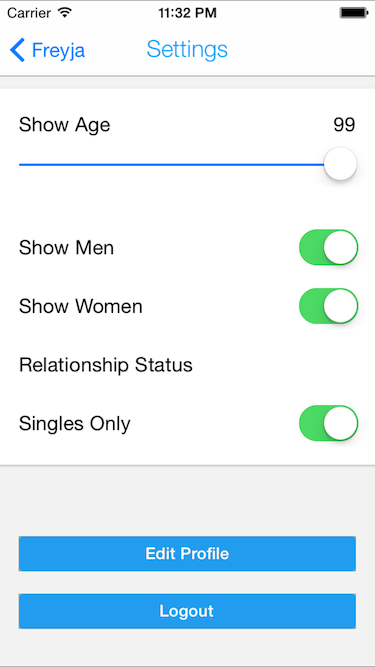 Carrier 11:32 PM
Freyja Settings
Show Age 99
Show Men
Show Women
Relationship Status
Singles Only
Edit Profile
Logout